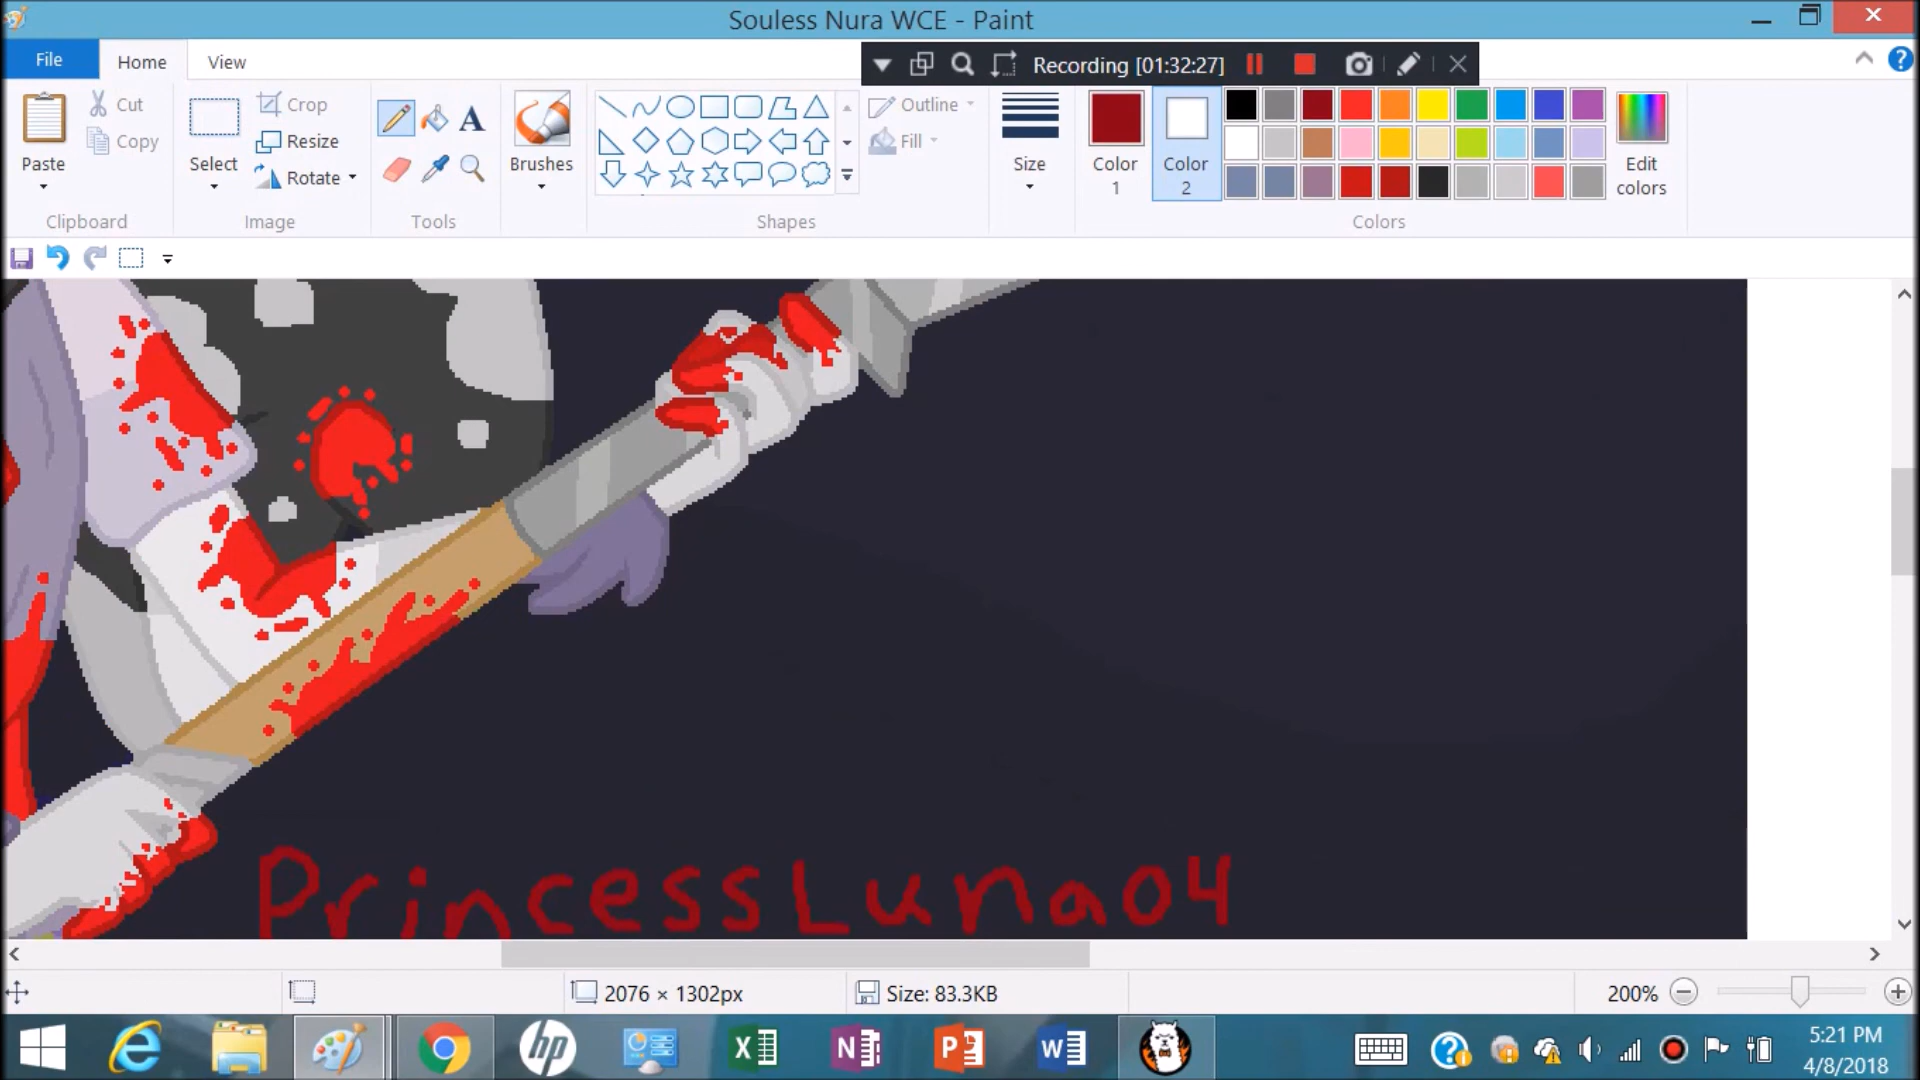 Souless Nura WCE - Paint
File
Home
View
Recording [01:32:27]
Paste
Cut
Copy
Clipboard
Select
Crop
Resize
Rotate
Image
A
Tools
Brushes
Shapes
Outline
Fill
Size
Color
1
Color
2
Edit
colors
Colors
PrincessLuna04
2076 × 1302px
Size: 83.3KB
200%
hp
5:21 PM
4/8/2018